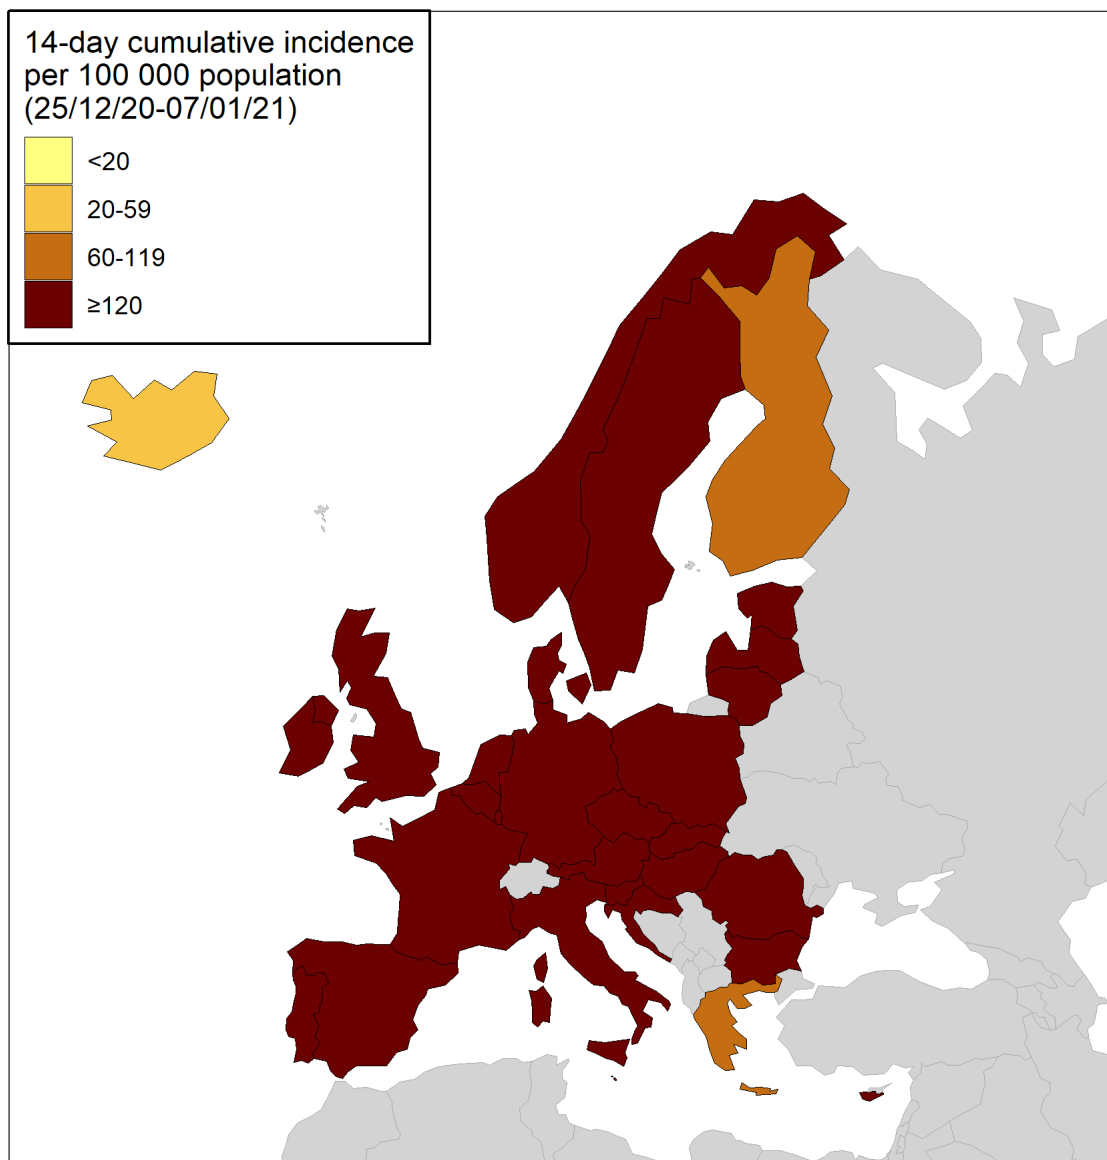 14-day cumulative incidence
per 100 000 population
(25/12/20-07/01/21)
<20
20-59
60-119
≥120